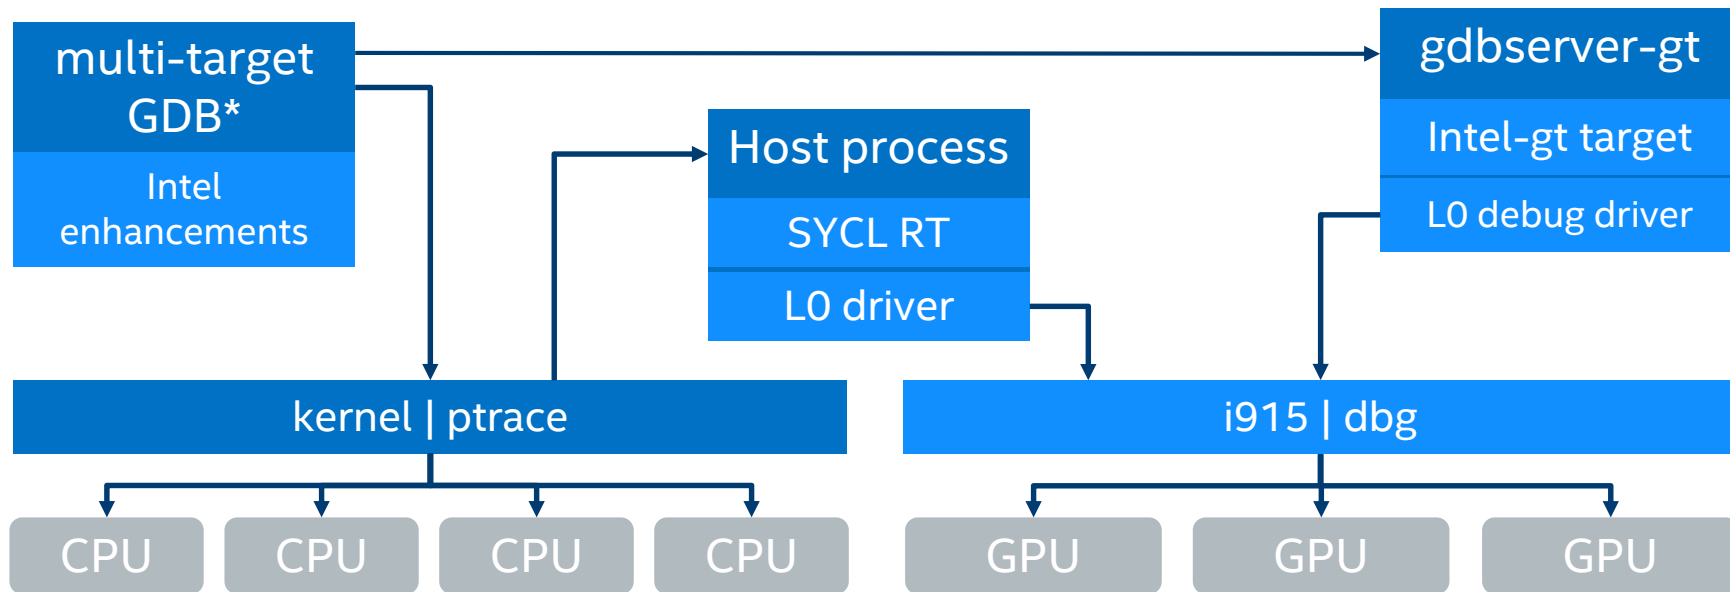 multi-target
GDB*
Intel
enhancements
Host process
SYCL RT
L0 driver
gdbserver-gt
Intel-gt target
L0 debug driver
kernel | ptrace
i915 | dbg
CPU
CPU
CPU
CPU
GPU
GPU
GPU